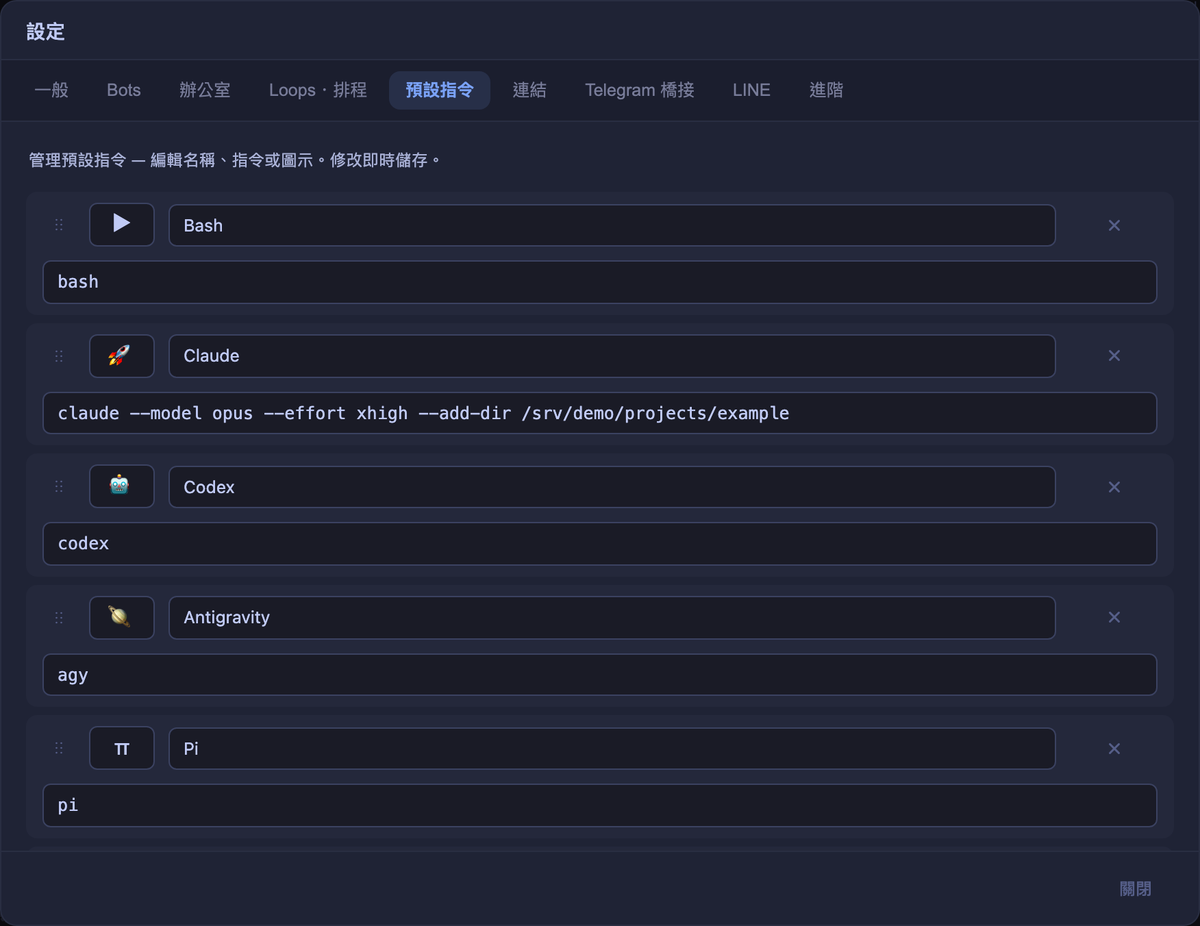 設定
一般 Bots 辦公室 Loops · 排程 預設指令 連結 Telegram 橋接 LINE 進階
管理預設指令 — 編輯名稱、指令或圖示。修改即時儲存。
Bash
bash
Claude
claude --model opus --effort xhigh --add-dir /srv/demo/projects/example
Codex
codex
Antigravity
agy
π Pi
pi
關閉